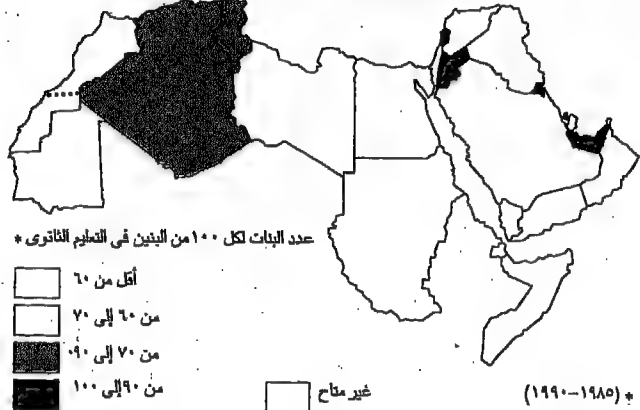 عدد البنات لكل ١٠٠ من البنين في التعليم الثانوي *
أقل من ٦٠
من ٦٠ إلى ٧٠
من ٧٠ إلى ٩٠
من ٩٠ إلى ١٠٠
غير متاح
* (١٩٨٥-١٩٩٠)